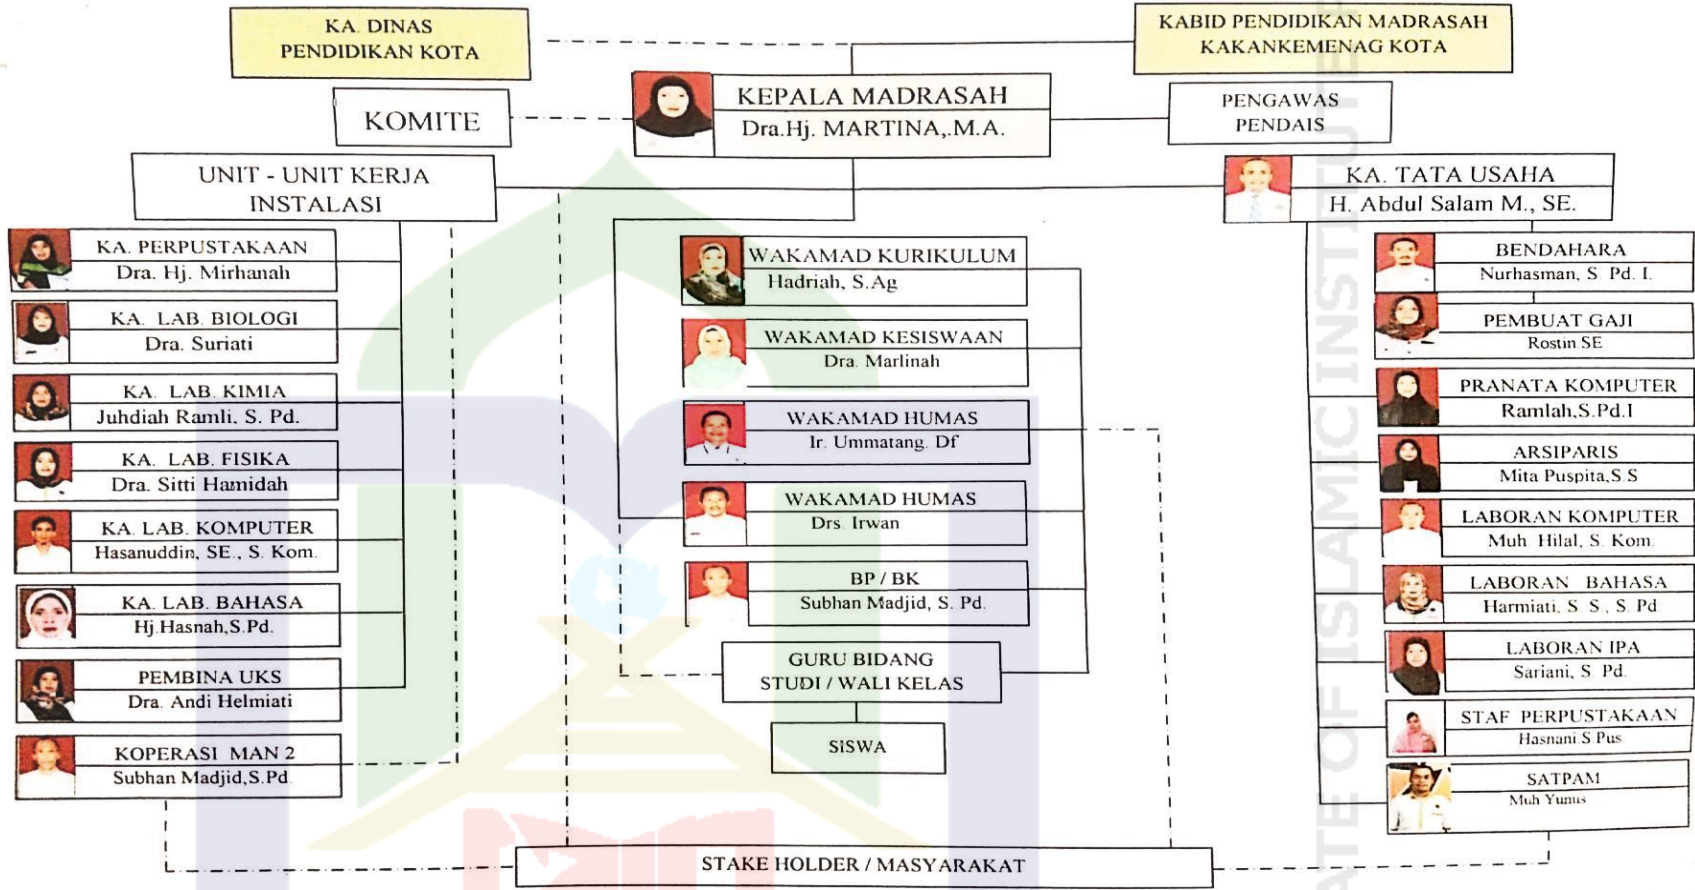 KA. DINAS
PENDIDIKAN KOTA
KABID PENDIDIKAN MADRASAH
KAKANKEMENAG KOTA
KOMITE
KEPALA MADRASAH
Dra.Hj. MARTINA,.M.A.
PENGAWAS
PENDAIS
UNIT - UNIT KERJA
INSTALASI
KA. TATA USAHA
H. Abdul Salam M., SE.
KA. PERPUSTAKAAN
Dra. Hj. Mirhanah
KA. LAB. BIOLOGI
Dra. Suriati
KA. LAB. KIMIA
Juhdiah Ramli, S. Pd.
KA. LAB. FISIKA
Dra. Sitti Hamidah
KA. LAB. KOMPUTER
Hasanuddin, SE., S. Kom.
KA. LAB. BAHASA
Hj.Hasnah,S.Pd.
PEMBINA UKS
Dra. Andi Helmiati
KOPERASI MAN 2
Subhan Madjid,S.Pd.
WAKAMAD KURIKULUM
Hadriah, S.Ag
WAKAMAD KESISWAAN
Dra. Marlinah
WAKAMAD HUMAS
Ir. Ummatang. Df
WAKAMAD HUMAS
Drs. Irwan
BP / BK
Subhan Madjid, S. Pd.
GURU BIDANG
STUDI / WALI KELAS
SISWA
BENDAHARA
Nurhasman, S. Pd. I.
PEMBUAT GAJI
Rostin.SE
PRANATA KOMPUTER
Ramlah,S.Pd.I
ARSIPARIS
Mita Puspita,S.S
LABORAN KOMPUTER
Muh. Hilal, S. Kom.
LABORAN BAHASA
Harmiati, S. S., S. Pd.
LABORAN IPA
Sariani, S. Pd.
STAF PERPUSTAKAAN
Hasnani.S.Pus
SATPAM
Muh Yunus
STAKE HOLDER / MASYARAKAT
ATE OF ISLAMIC INSTITUTE